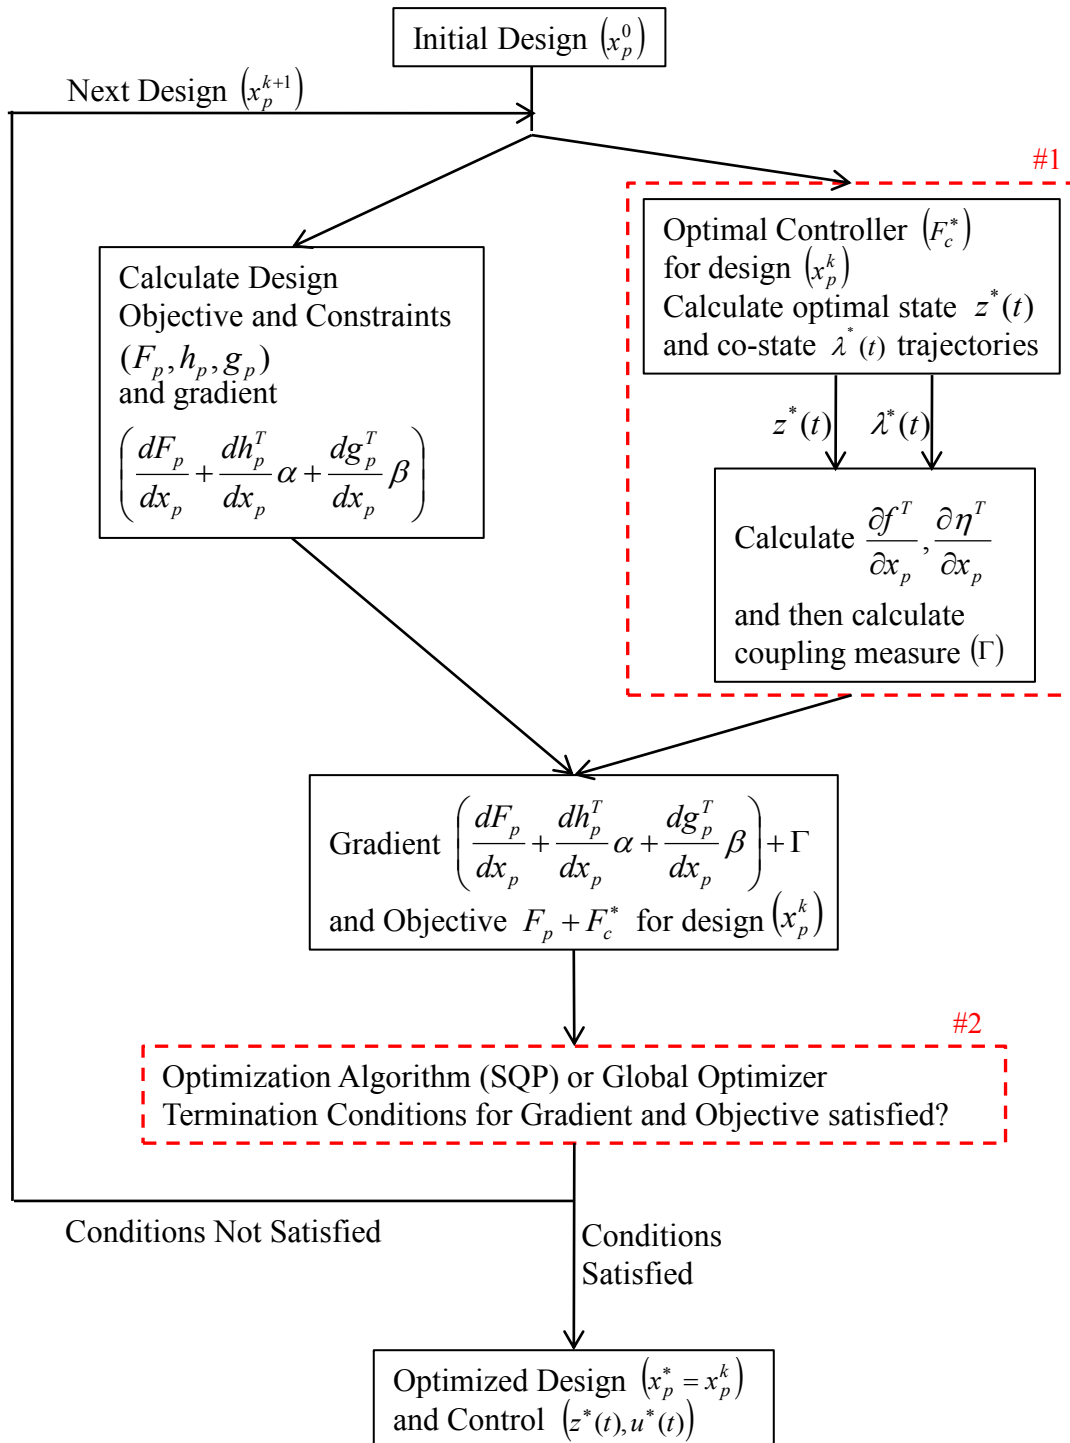 Initial Design (x_p^0)
Next Design (x_p^{k+1})
#1
Optimal Controller (F_c^*)
for design (x_p^k)
Calculate optimal state z^*(t)
and co-state λ^*(t) trajectories
Calculate Design
Objective and Constraints
(F_p, h_p, g_p)
and gradient
(dF_p/dx_p + dh_p^T/dx_p α + dg_p^T/dx_p β)
z^*(t) λ^*(t)
Calculate ∂f^T/∂x_p, ∂η^T/∂x_p
and then calculate
coupling measure (Γ)
Gradient (dF_p/dx_p + dh_p^T/dx_p α + dg_p^T/dx_p β) + Γ
and Objective F_p + F_c^* for design (x_p^k)
#2
Optimization Algorithm (SQP) or Global Optimizer
Termination Conditions for Gradient and Objective satisfied?
Conditions Not Satisfied
Conditions
Satisfied
Optimized Design (x_p^* = x_p^k)
and Control (z^*(t), u^*(t))